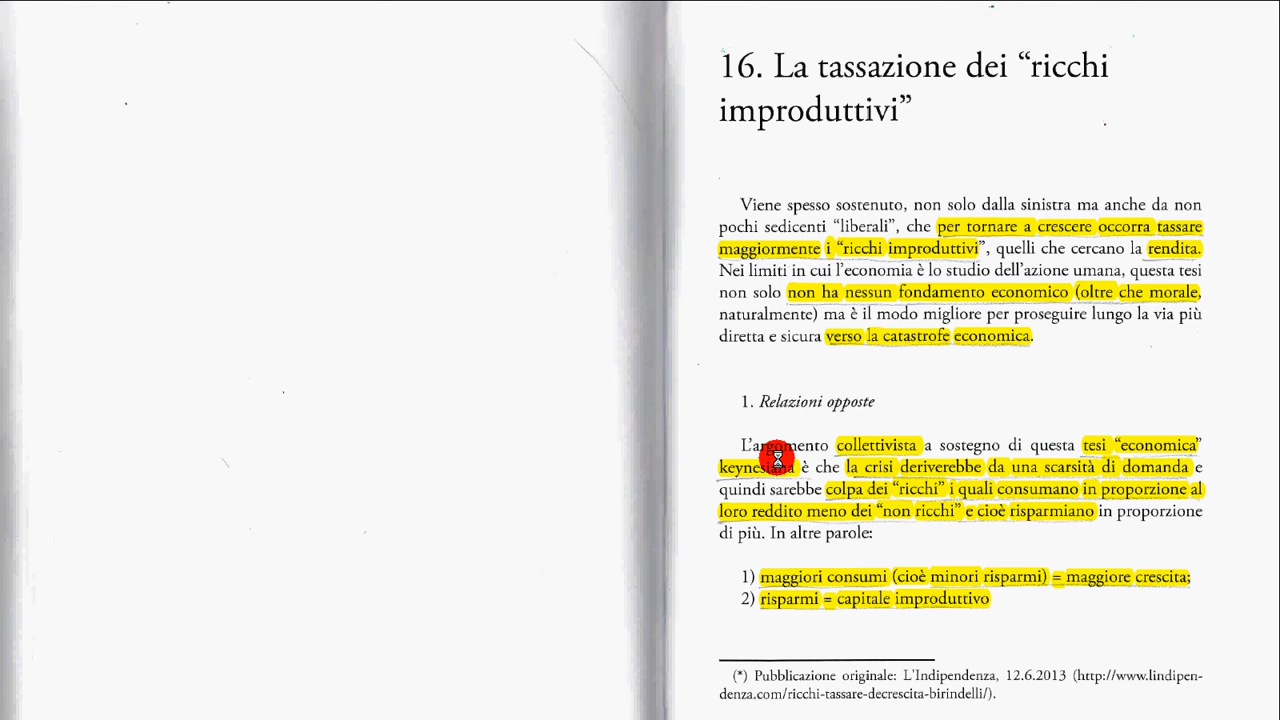 16. La tassazione dei “ricchi
improduttivi”
Viene spesso sostenuto, non solo dalla sinistra ma anche da non
pochi sedicenti “liberali”, che per tornare a crescere occorra tassare
maggiormente i “ricchi improduttivi”, quelli che cercano la rendita.
Nei limiti in cui l’economia è lo studio dell’azione umana, questa tesi
non solo non ha nessun fondamento economico (oltre che morale,
naturalmente) ma è il modo migliore per proseguire lungo la via più
diretta e sicura verso la catastrofe economica.
1. Relazioni opposte
L’argomento collettivista a sostegno di questa tesi “economica”
keynesiana è che la crisi deriverebbe da una scarsità di domanda e
quindi sarebbe colpa dei “ricchi” i quali consumano in proporzione al
loro reddito meno dei “non ricchi” e cioè risparmiano in proporzione
di più. In altre parole:
1) maggiori consumi (cioè minori risparmi) = maggiore crescita;
2) risparmi = capitale improduttivo
(*) Pubblicazione originale: L’Indipendenza, 12.6.2013 (http://www.lindipen-
denza.com/ricchi-tassare-decrescita-birindelli/).